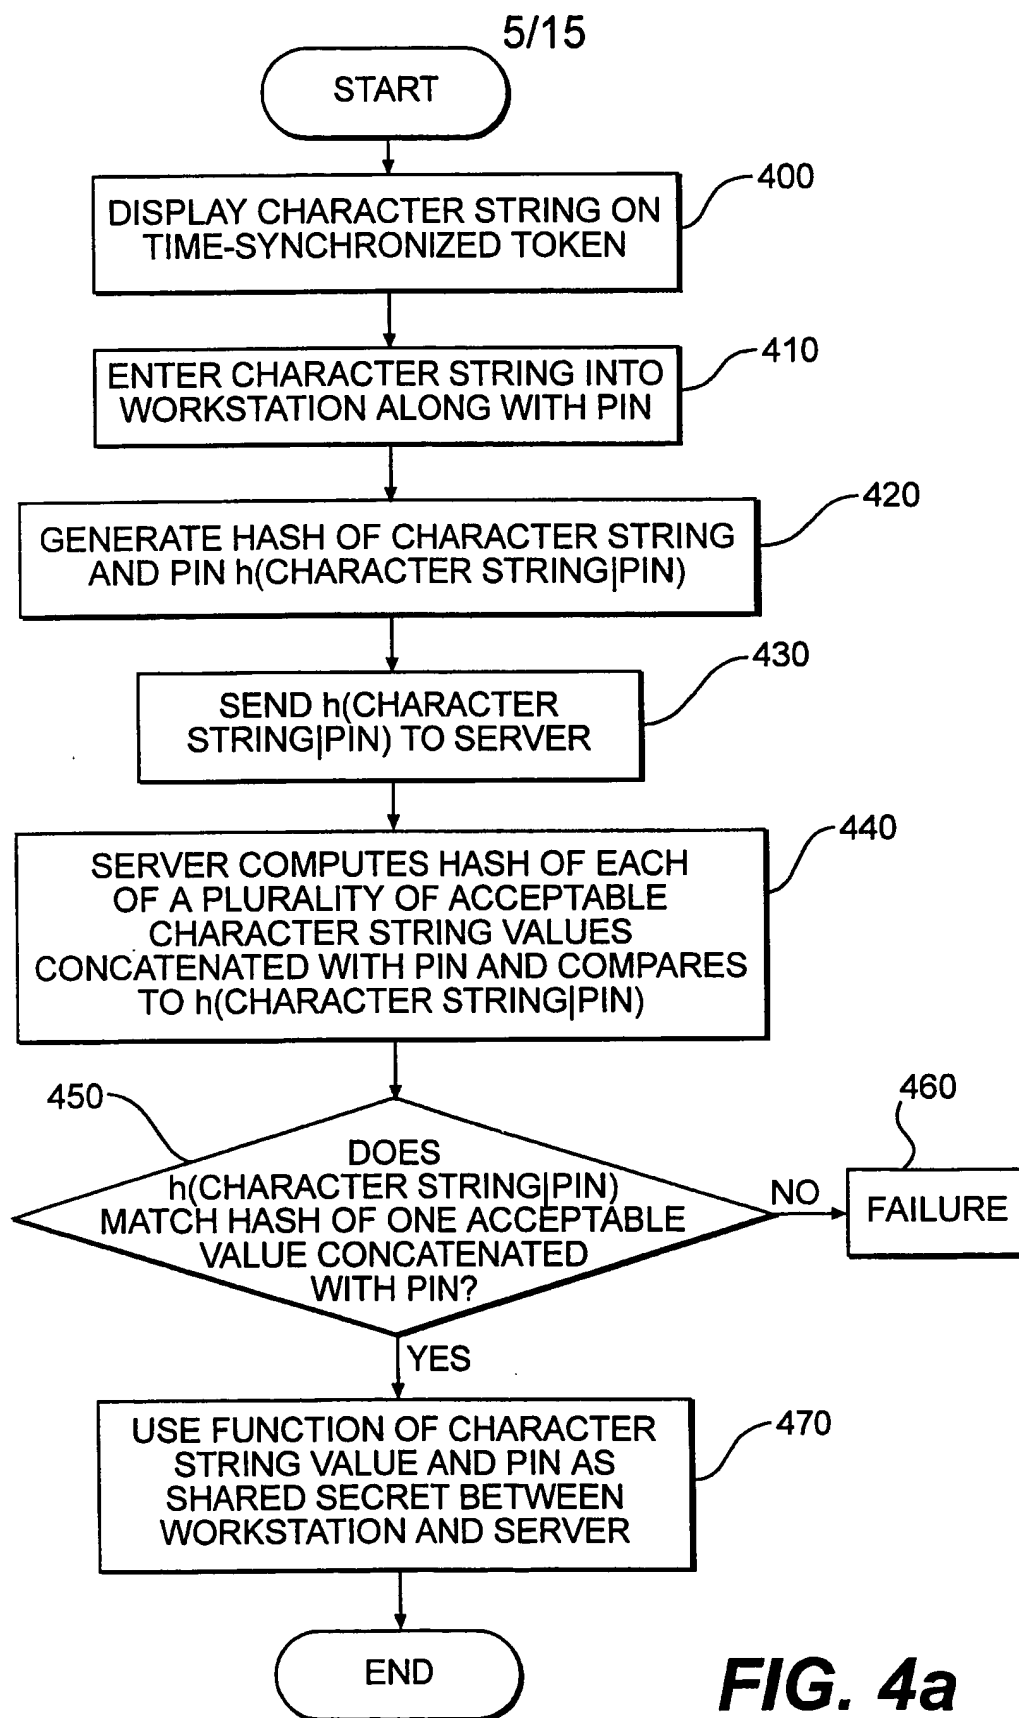 5/15
START
400
DISPLAY CHARACTER STRING ON
TIME-SYNCHRONIZED TOKEN
410
ENTER CHARACTER STRING INTO
WORKSTATION ALONG WITH PIN
420
GENERATE HASH OF CHARACTER STRING
AND PIN h(CHARACTER STRING|PIN)
430
SEND h(CHARACTER
STRING|PIN) TO SERVER
440
SERVER COMPUTES HASH OF EACH
OF A PLURALITY OF ACCEPTABLE
CHARACTER STRING VALUES
CONCATENATED WITH PIN AND COMPARES
TO h(CHARACTER STRING|PIN)
450
DOES
h(CHARACTER STRING|PIN)
MATCH HASH OF ONE ACCEPTABLE
VALUE CONCATENATED
WITH PIN?
NO
460
FAILURE
YES
470
USE FUNCTION OF CHARACTER
STRING VALUE AND PIN AS
SHARED SECRET BETWEEN
WORKSTATION AND SERVER
END
FIG. 4a